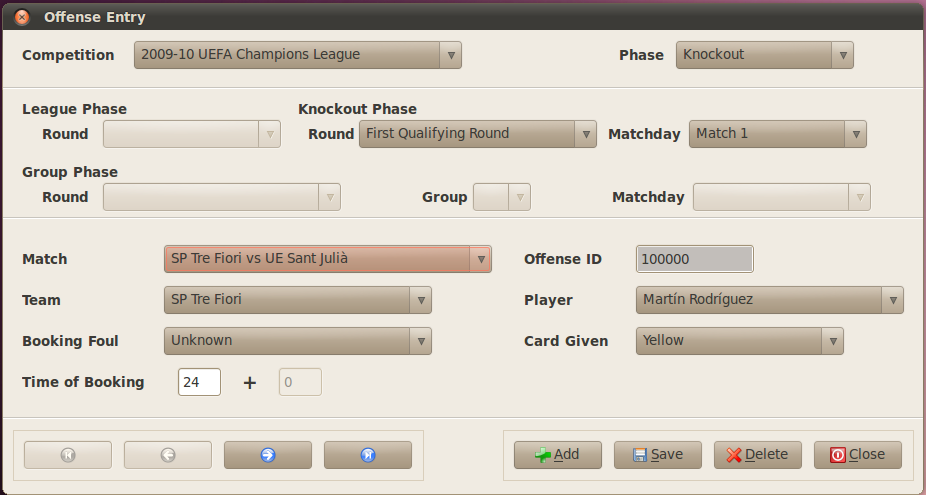 Offense Entry
Competition 2009-10 UEFA Champions League Phase Knockout
League Phase Knockout Phase
Round Round First Qualifying Round Matchday Match 1
Group Phase
Round Group Matchday
Match SP Tre Fiori vs UE Sant Julià Offense ID 100000
Team SP Tre Fiori Player Martín Rodríguez
Booking Foul Unknown Card Given Yellow
Time of Booking 24 + 0
Add Save Delete Close